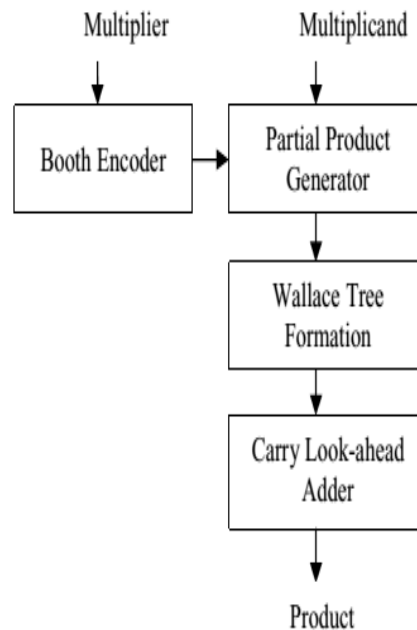 Multiplier
Multiplicand
Booth Encoder
Partial Product
Generator
Wallace Tree
Formation
Carry Look-ahead
Adder
Product